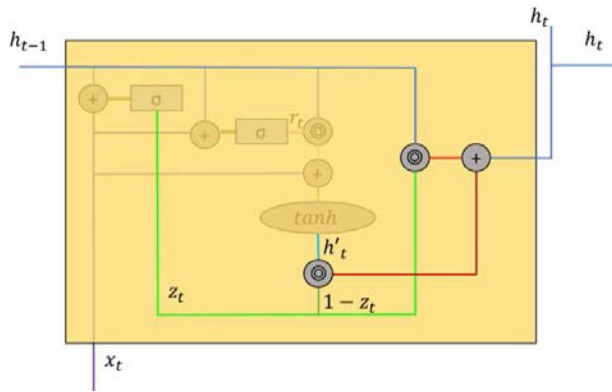 h_t
h_{t-1}
h_t
+
σ
+
σ
r_t
+
+
tanh
h'_t
z_t
1 − z_t
x_t